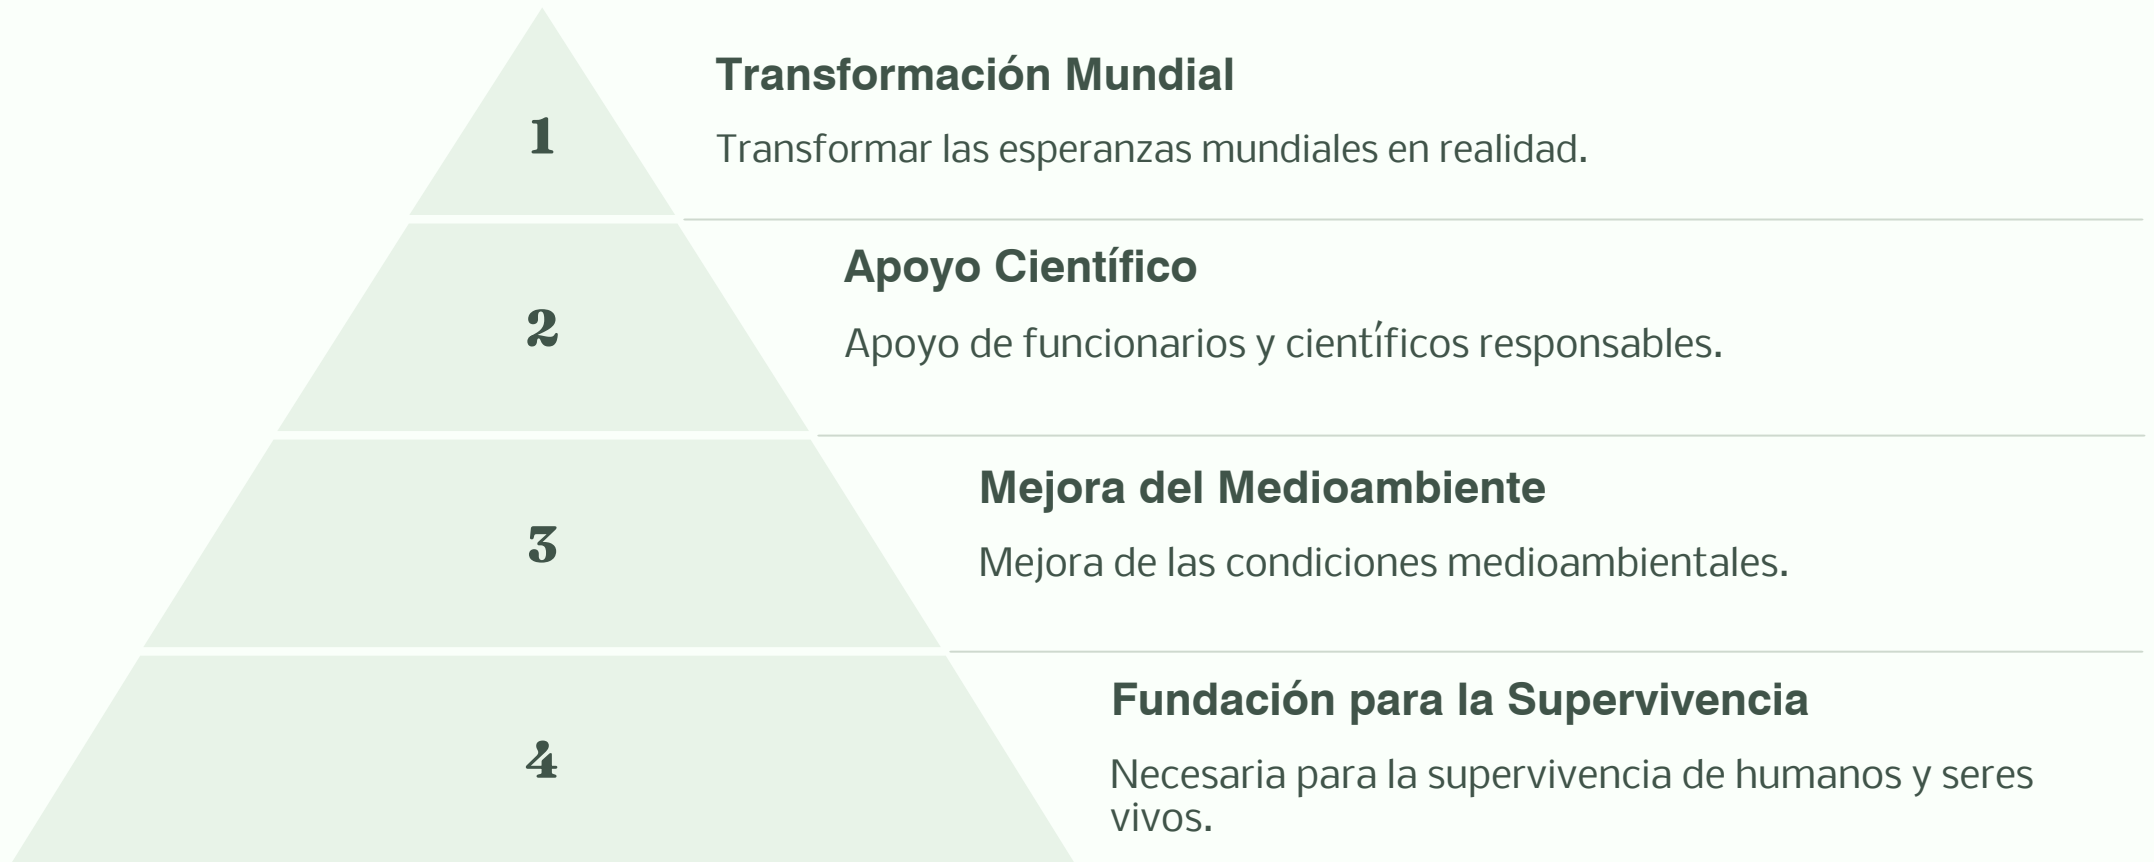 1
Transformación Mundial
Transformar las esperanzas mundiales en realidad.
2
Apoyo Científico
Apoyo de funcionarios y científicos responsables.
3
Mejora del Medioambiente
Mejora de las condiciones medioambientales.
4
Fundación para la Supervivencia
Necesaria para la supervivencia de humanos y seres
vivos.